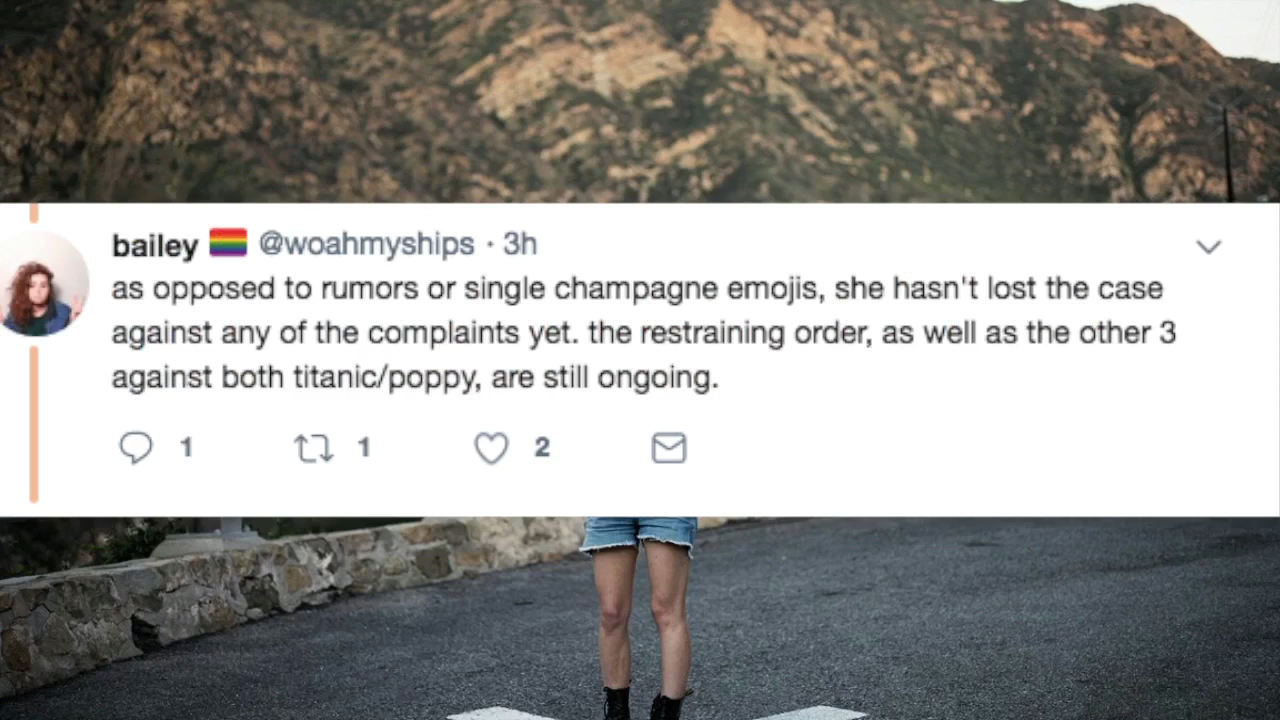 bailey 🏳️‍🌈 @woahmyships · 3h
as opposed to rumors or single champagne emojis, she hasn't lost the case
against any of the complaints yet. the restraining order, as well as the other 3
against both titanic/poppy, are still ongoing.
1 1 2